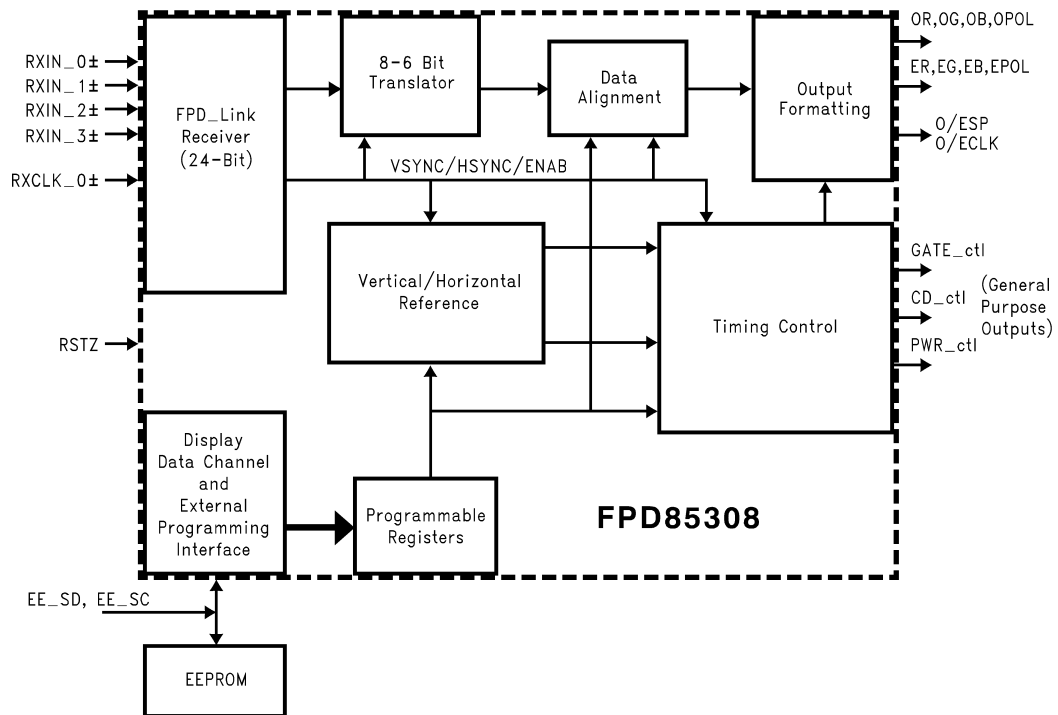 RXIN_0±
RXIN_1±
RXIN_2±
RXIN_3±
RXCLK_0±
FPD_Link
Receiver
(24-Bit)
8-6 Bit
Translator
Data
Alignment
Output
Formatting
OR,OG,OB,OPOL
ER,EG,EB,EPOL
O/ESP
O/ECLK
VSYNC/HSYNC/ENAB
Vertical/Horizontal
Reference
Timing Control
GATE_ctl
CD_ctl
PWR_ctl
(General
Purpose
Outputs)
RSTZ
Display
Data Channel
and
External
Programming
Interface
Programmable
Registers
FPD85308
EE_SD, EE_SC
EEPROM